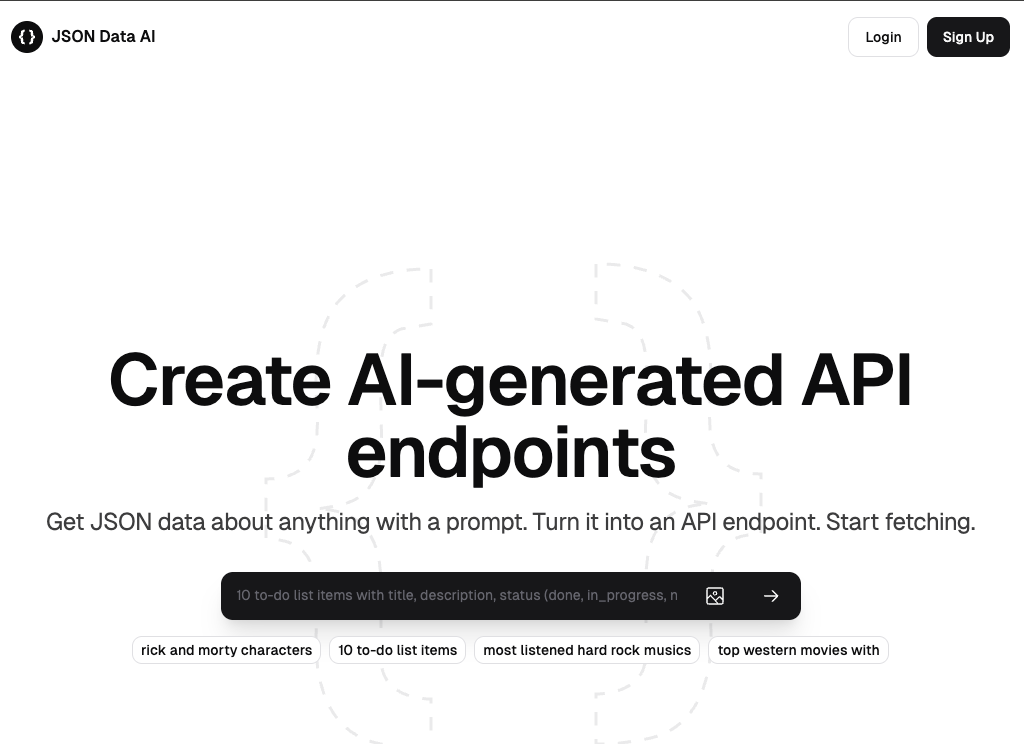 { } JSON Data AI
Login
Sign Up
Create AI-generated API
endpoints
Get JSON data about anything with a prompt. Turn it into an API endpoint. Start fetching.
10 to-do list items with title, description, status (done, in_progress, n
rick and morty characters
10 to-do list items
most listened hard rock musics
top western movies with